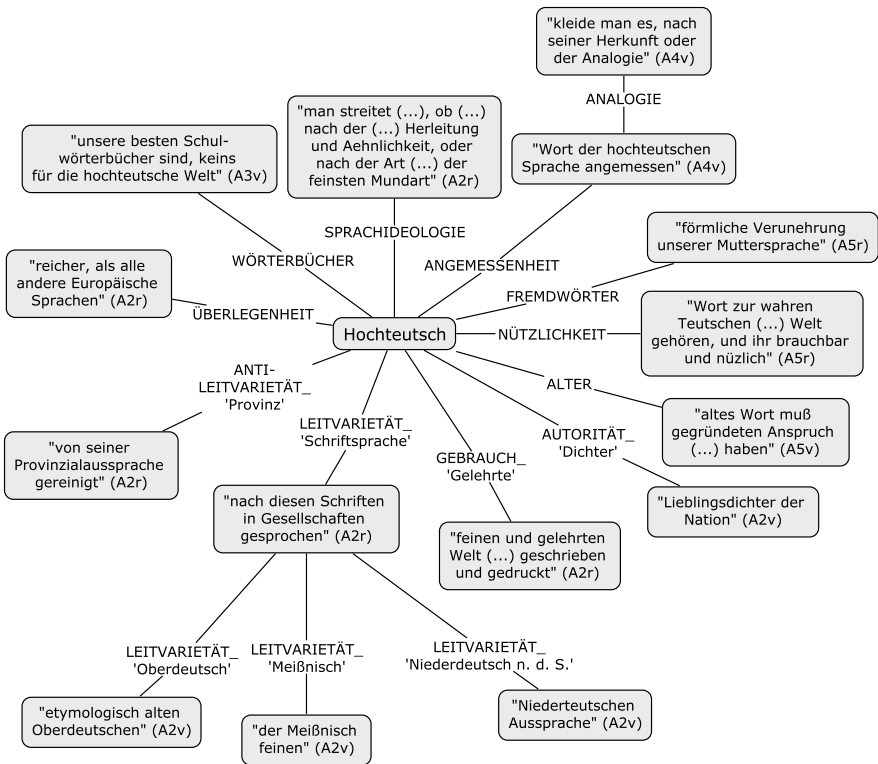 "kleide man es, nach
seiner Herkunft oder
der Analogie" (A4v)
ANALOGIE
"man streitet (...), ob (...)
nach der (...) Herleitung
und Aehnlichkeit, oder
nach der Art (...) der
feinsten Mundart" (A2r)
"unsere besten Schul-
wörterbücher sind, keins
für die hochteutsche Welt" (A3v)
"Wort der hochteutschen
Sprache angemessen" (A4v)
SPRACHIDEOLOGIE
WÖRTERBÜCHER
ANGEMESSENHEIT
"förmliche Verunehrung
unserer Muttersprache" (A5r)
"reicher, als alle
andere Europäische
Sprachen" (A2r)
FREMDWÖRTER
ÜBERLEGENHEIT
Hochteutsch
NÜTZLICHKEIT
"Wort zur wahren
Teutschen (...) Welt
gehören, und ihr brauchbar
und nüzlich" (A5r)
ANTI-
LEITVARIETÄT_
'Provinz'
ALTER
"altes Wort muß
gegründeten Anspruch
(...) haben" (A5v)
LEITVARIETÄT_
'Schriftsprache'
AUTORITÄT_
'Dichter'
"von seiner
Provinzialaussprache
gereinigt" (A2r)
GEBRAUCH_
'Gelehrte'
"nach diesen Schriften
in Gesellschaften
gesprochen" (A2r)
"Lieblingsdichter der
Nation" (A2v)
"feinen und gelehrten
Welt (...) geschrieben
und gedruckt" (A2r)
LEITVARIETÄT_
'Oberdeutsch'
LEITVARIETÄT_
'Meißnisch'
LEITVARIETÄT_
'Niederdeutsch n. d. S.'
"etymologisch alten
Oberdeutschen" (A2v)
"der Meißnisch
feinen" (A2v)
"Niederteutschen
Aussprache" (A2v)